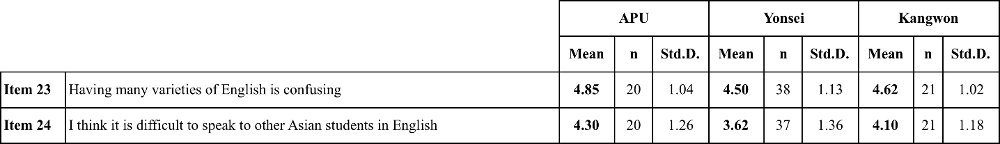 APU Yonsei Kangwon
Mean n Std.D. Mean n Std.D. Mean n Std.D.
Item 23 Having many varieties of English is confusing 4.85 20 1.04 4.50 38 1.13 4.62 21 1.02
Item 24 I think it is difficult to speak to other Asian students in English 4.30 20 1.26 3.62 37 1.36 4.10 21 1.18